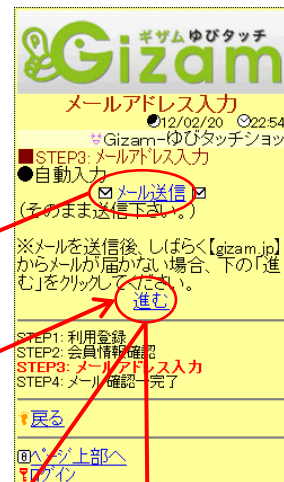 ギザム ゆびタッチ
Gizam
メールアドレス入力
12/02/20 22:54
Gizam-ゆびタッチショッ
■STEP3: メールアドレス入力
●自動入力
メール送信
(そのまま送信下さい。)
※メールを送信後、しばらく【gizam.jp】
からメールが届かない場合、下の「進
む」をクリックしてください。
進む
STEP1: 利用登録
STEP2: 会員情報確認
STEP3: メールアドレス入力
STEP4: メール確認→完了
戻る
ページ上部へ
ログイン